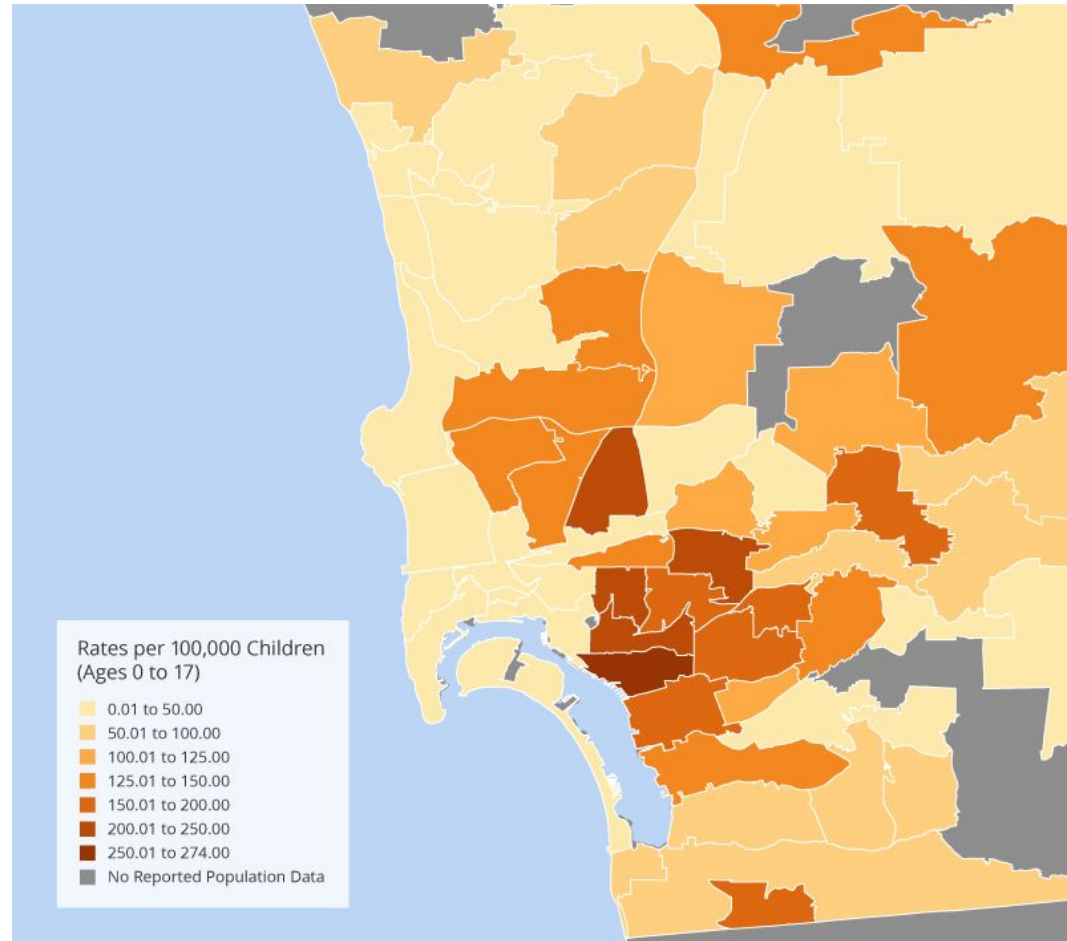 Rates per 100,000 Children
(Ages 0 to 17)
0.01 to 50.00
50.01 to 100.00
100.01 to 125.00
125.01 to 150.00
150.01 to 200.00
200.01 to 250.00
250.01 to 274.00
No Reported Population Data